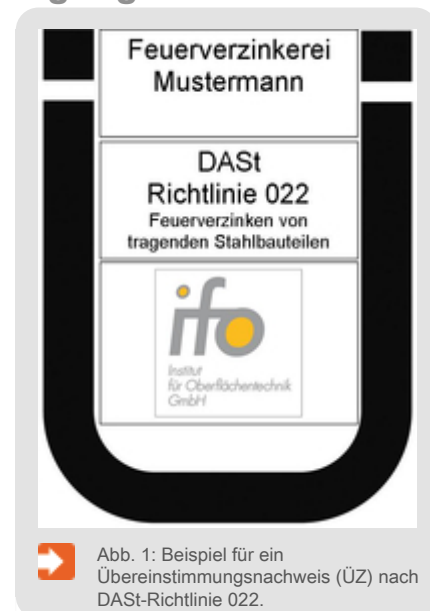 Feuerverzinkerei
Mustermann
DASt
Richtlinie 022
Feuerverzinken von
tragenden Stahlbauteilen
ifo
Institut
für Oberflächentechnik
GmbH
Abb. 1: Beispiel für ein
Übereinstimmungsnachweis (ÜZ) nach
DASt-Richtlinie 022.